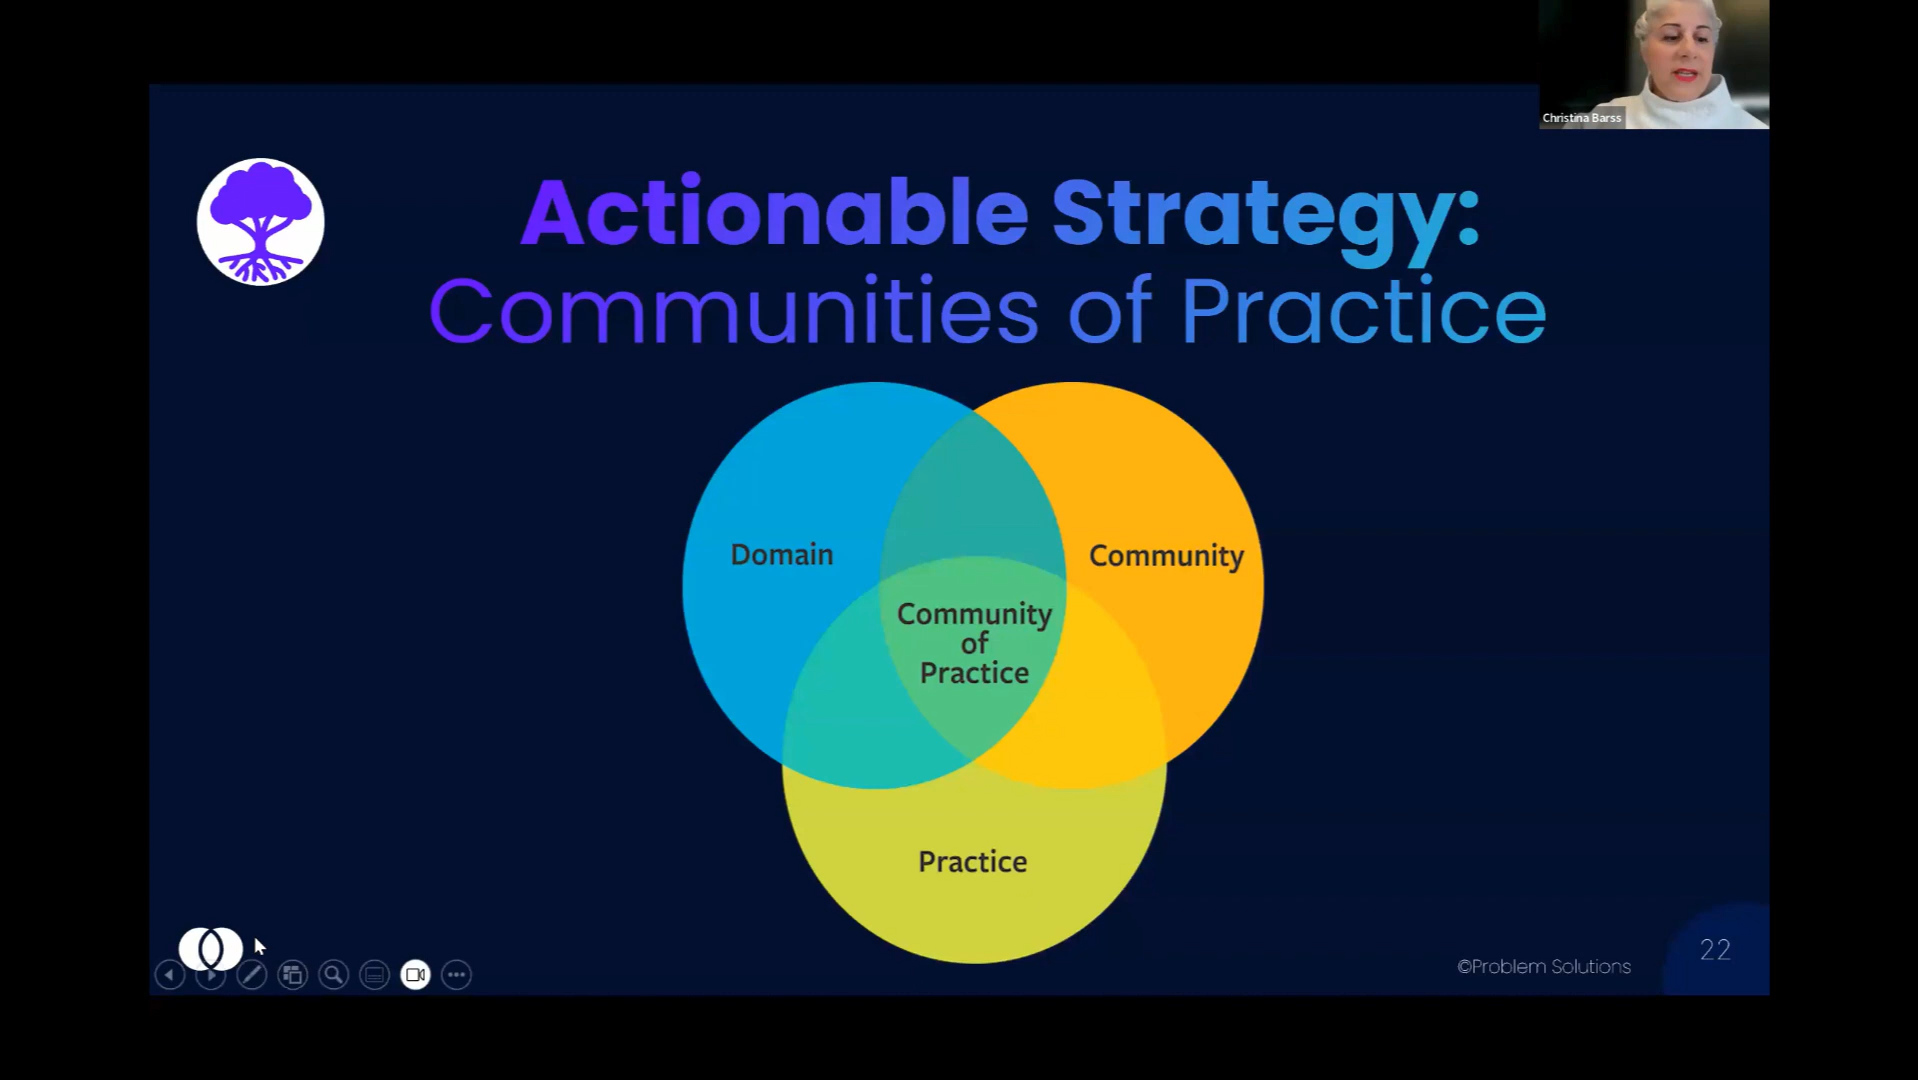 Christina Barss
Actionable Strategy:
Communities of Practice
Domain
Community
Community
of
Practice
Practice
©Problem Solutions
22